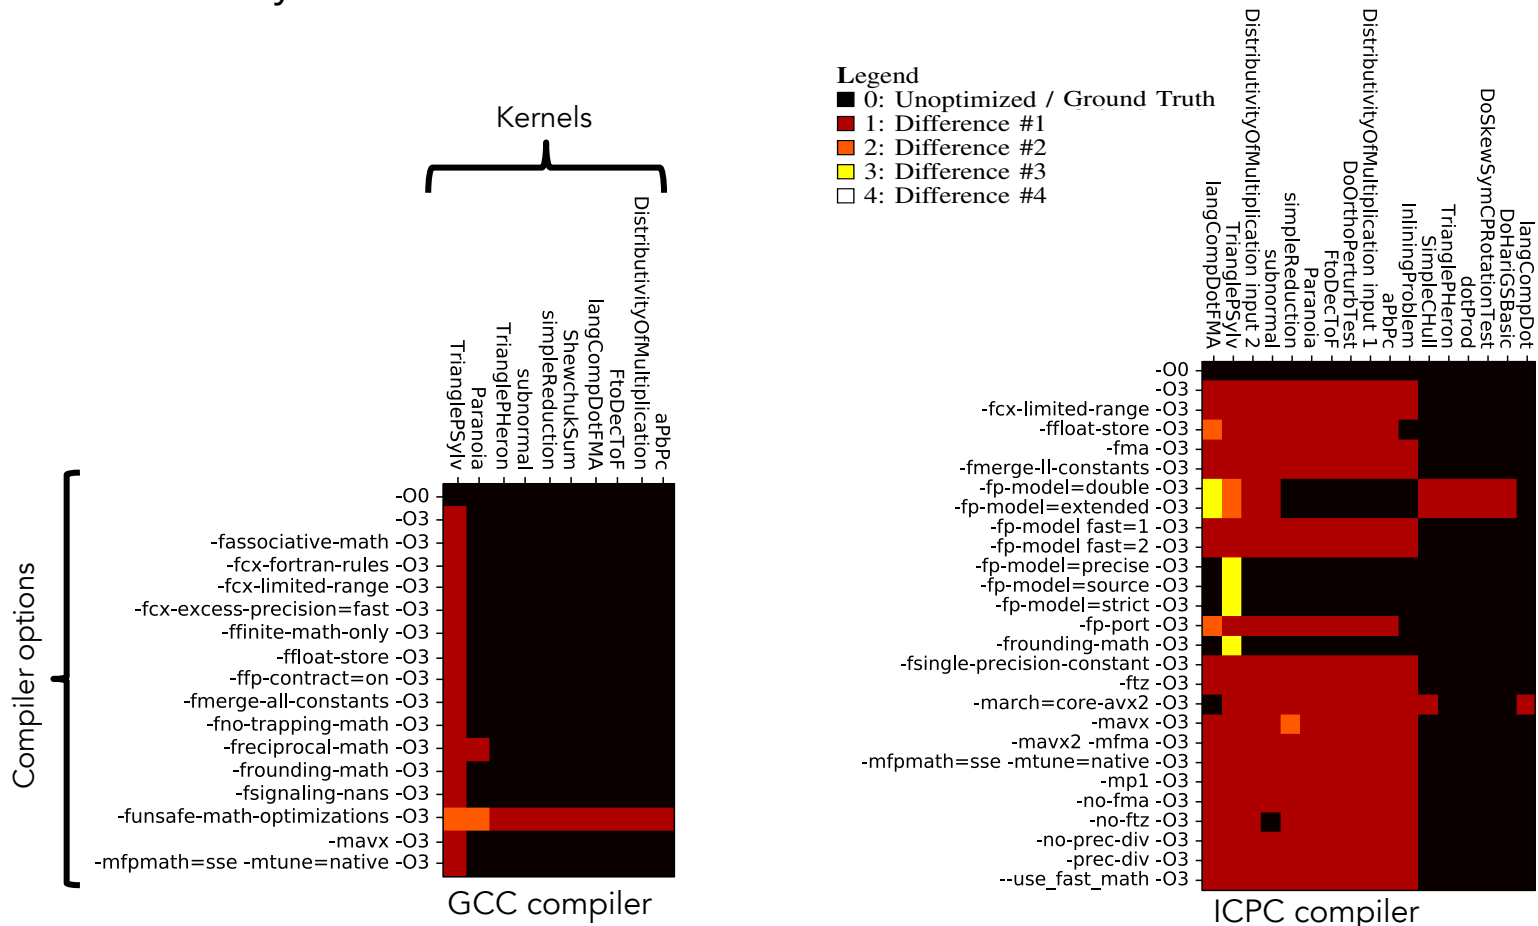 Kernels
TrianglePSylv
Paranoia
TrianglePHeron
subnormal
simpleReduction
ShewchukSum
langCompDotFMA
FtoDecToF
DistributivityOfMultiplication
aPbPc
Compiler options
-O0
-O3
-fassociative-math -O3
-fcx-fortran-rules -O3
-fcx-limited-range -O3
-fcx-excess-precision=fast -O3
-ffinite-math-only -O3
-ffloat-store -O3
-ffp-contract=on -O3
-fmerge-all-constants -O3
-fno-trapping-math -O3
-freciprocal-math -O3
-frounding-math -O3
-fsignaling-nans -O3
-funsafe-math-optimizations -O3
-mavx -O3
-mfpmath=sse -mtune=native -O3
GCC compiler
Legend
0: Unoptimized / Ground Truth
1: Difference #1
2: Difference #2
3: Difference #3
4: Difference #4
langCompDotFMA
TrianglePSylv
DistributivityOfMultiplication input 2
subnormal
simpleReduction
Paranoia
FtoDecToF
DoOrthoPerturbTest
DistributivityOfMultiplication input 1
aPbPc
InliningProblem
SimpleCHull
TrianglePHeron
dotProd
DoSkewSymCPRotationTest
DoHariGSBasic
langCompDot
-O0
-O3
-fcx-limited-range -O3
-ffloat-store -O3
-fma -O3
-fmerge-ll-constants -O3
-fp-model=double -O3
-fp-model=extended -O3
-fp-model fast=1 -O3
-fp-model fast=2 -O3
-fp-model=precise -O3
-fp-model=source -O3
-fp-model=strict -O3
-fp-port -O3
-frounding-math -O3
-fsingle-precision-constant -O3
-ftz -O3
-march=core-avx2 -O3
-mavx -O3
-mavx2 -mfma -O3
-mfpmath=sse -mtune=native -O3
-mp1 -O3
-no-fma -O3
-no-ftz -O3
-no-prec-div -O3
-prec-div -O3
--use_fast_math -O3
ICPC compiler